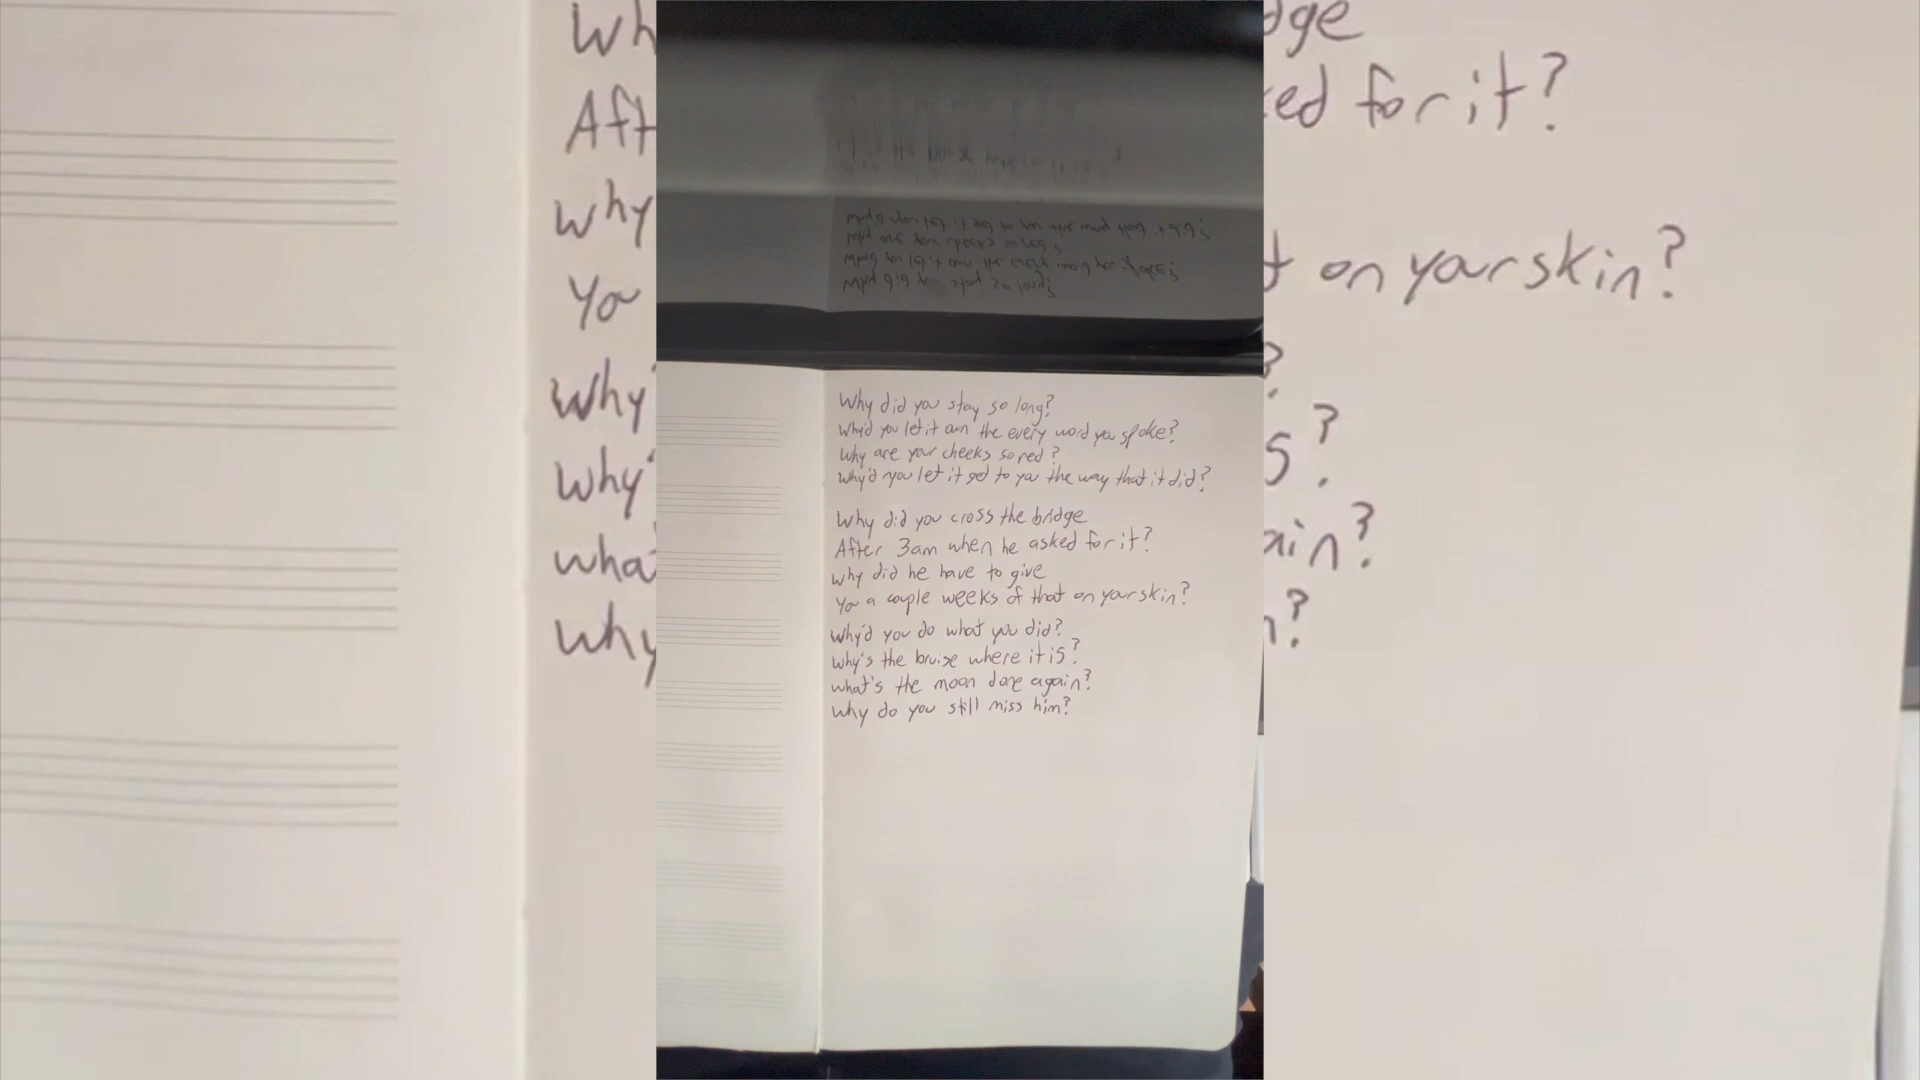 Why did you stay so long?
Why'd you let it own the every word you spoke?
Why are your cheeks so red?
Why'd you let it get to you the way that it did?
Why did you cross the bridge
After 3am when he asked for it?
Why did he have to give
You a couple weeks of that on your skin?
Why'd you do what you did?
Why's the bruise where it is?
What's the moon done again?
Why do you still miss him?